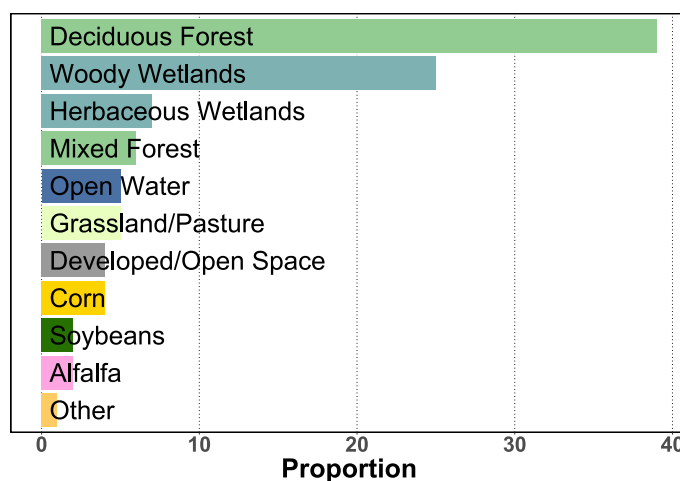 Deciduous Forest
Woody Wetlands
Herbaceous Wetlands
Mixed Forest
Open Water
Grassland/Pasture
Developed/Open Space
Corn
Soybeans
Alfalfa
Other
0 10 20 30 40
Proportion